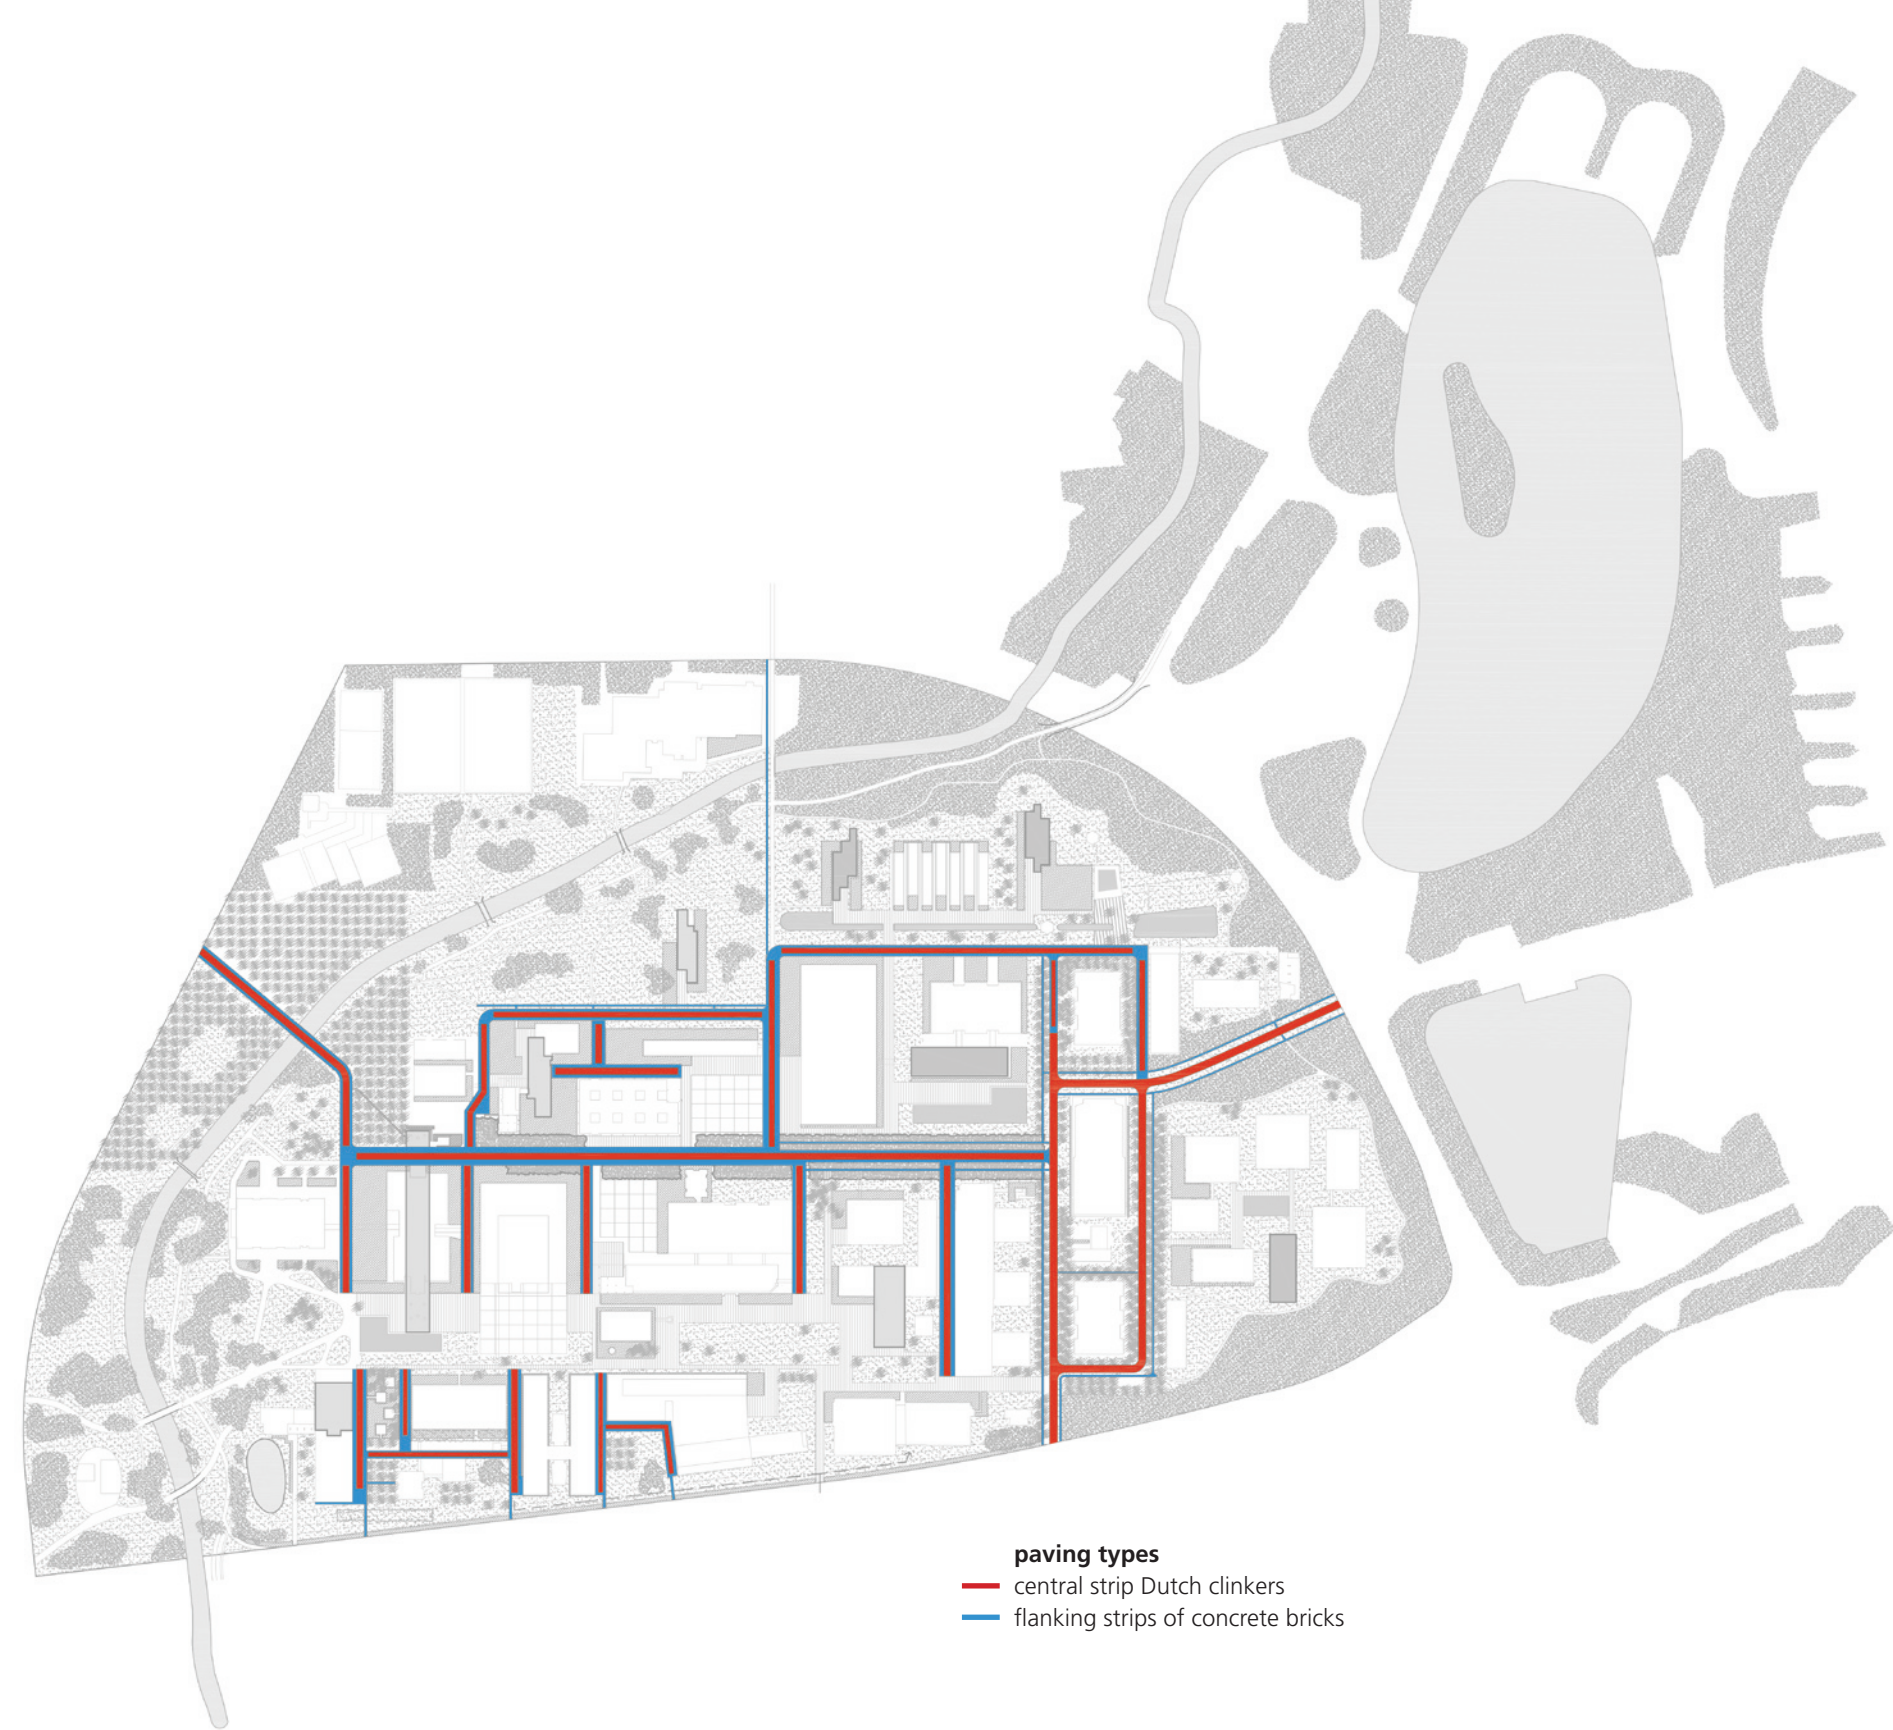 paving types
central strip Dutch clinkers
flanking strips of concrete bricks